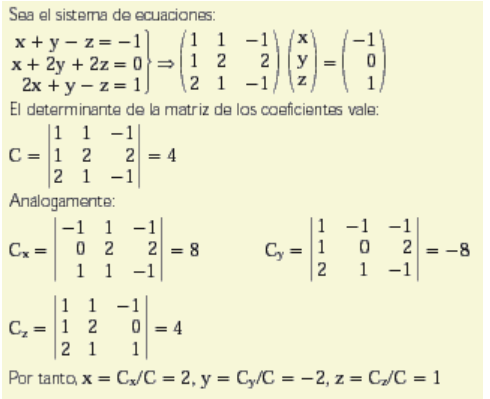 Sea el sistema de ecuaciones:
x + y − z = −1
x + 2y + 2z = 0
2x + y − z = 1
⇒
1 1 −1
1 2 2
2 1 −1
x
y
z
=
−1
0
1
El determinante de la matriz de los coeficientes vale:
C =
1 1 −1
1 2 2
2 1 −1
= 4
Análogamente:
Cx =
−1 1 −1
0 2 2
1 1 −1
= 8
Cy =
1 −1 −1
1 0 2
2 1 −1
= −8
Cz =
1 1 −1
1 2 0
2 1 1
= 4
Por tanto, x = Cx/C = 2, y = Cy/C = −2, z = Cz/C = 1